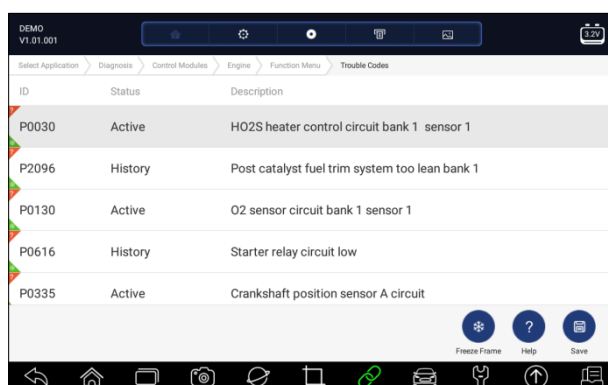 DEMO
V1.01.001
3.2V
Select Application Diagnosis Control Modules Engine Function Menu Trouble Codes
ID Status Description
P0030 Active HO2S heater control circuit bank 1 sensor 1
P2096 History Post catalyst fuel trim system too lean bank 1
P0130 Active O2 sensor circuit bank 1 sensor 1
P0616 History Starter relay circuit low
P0335 Active Crankshaft position sensor A circuit
?
Freeze Frame Help Save